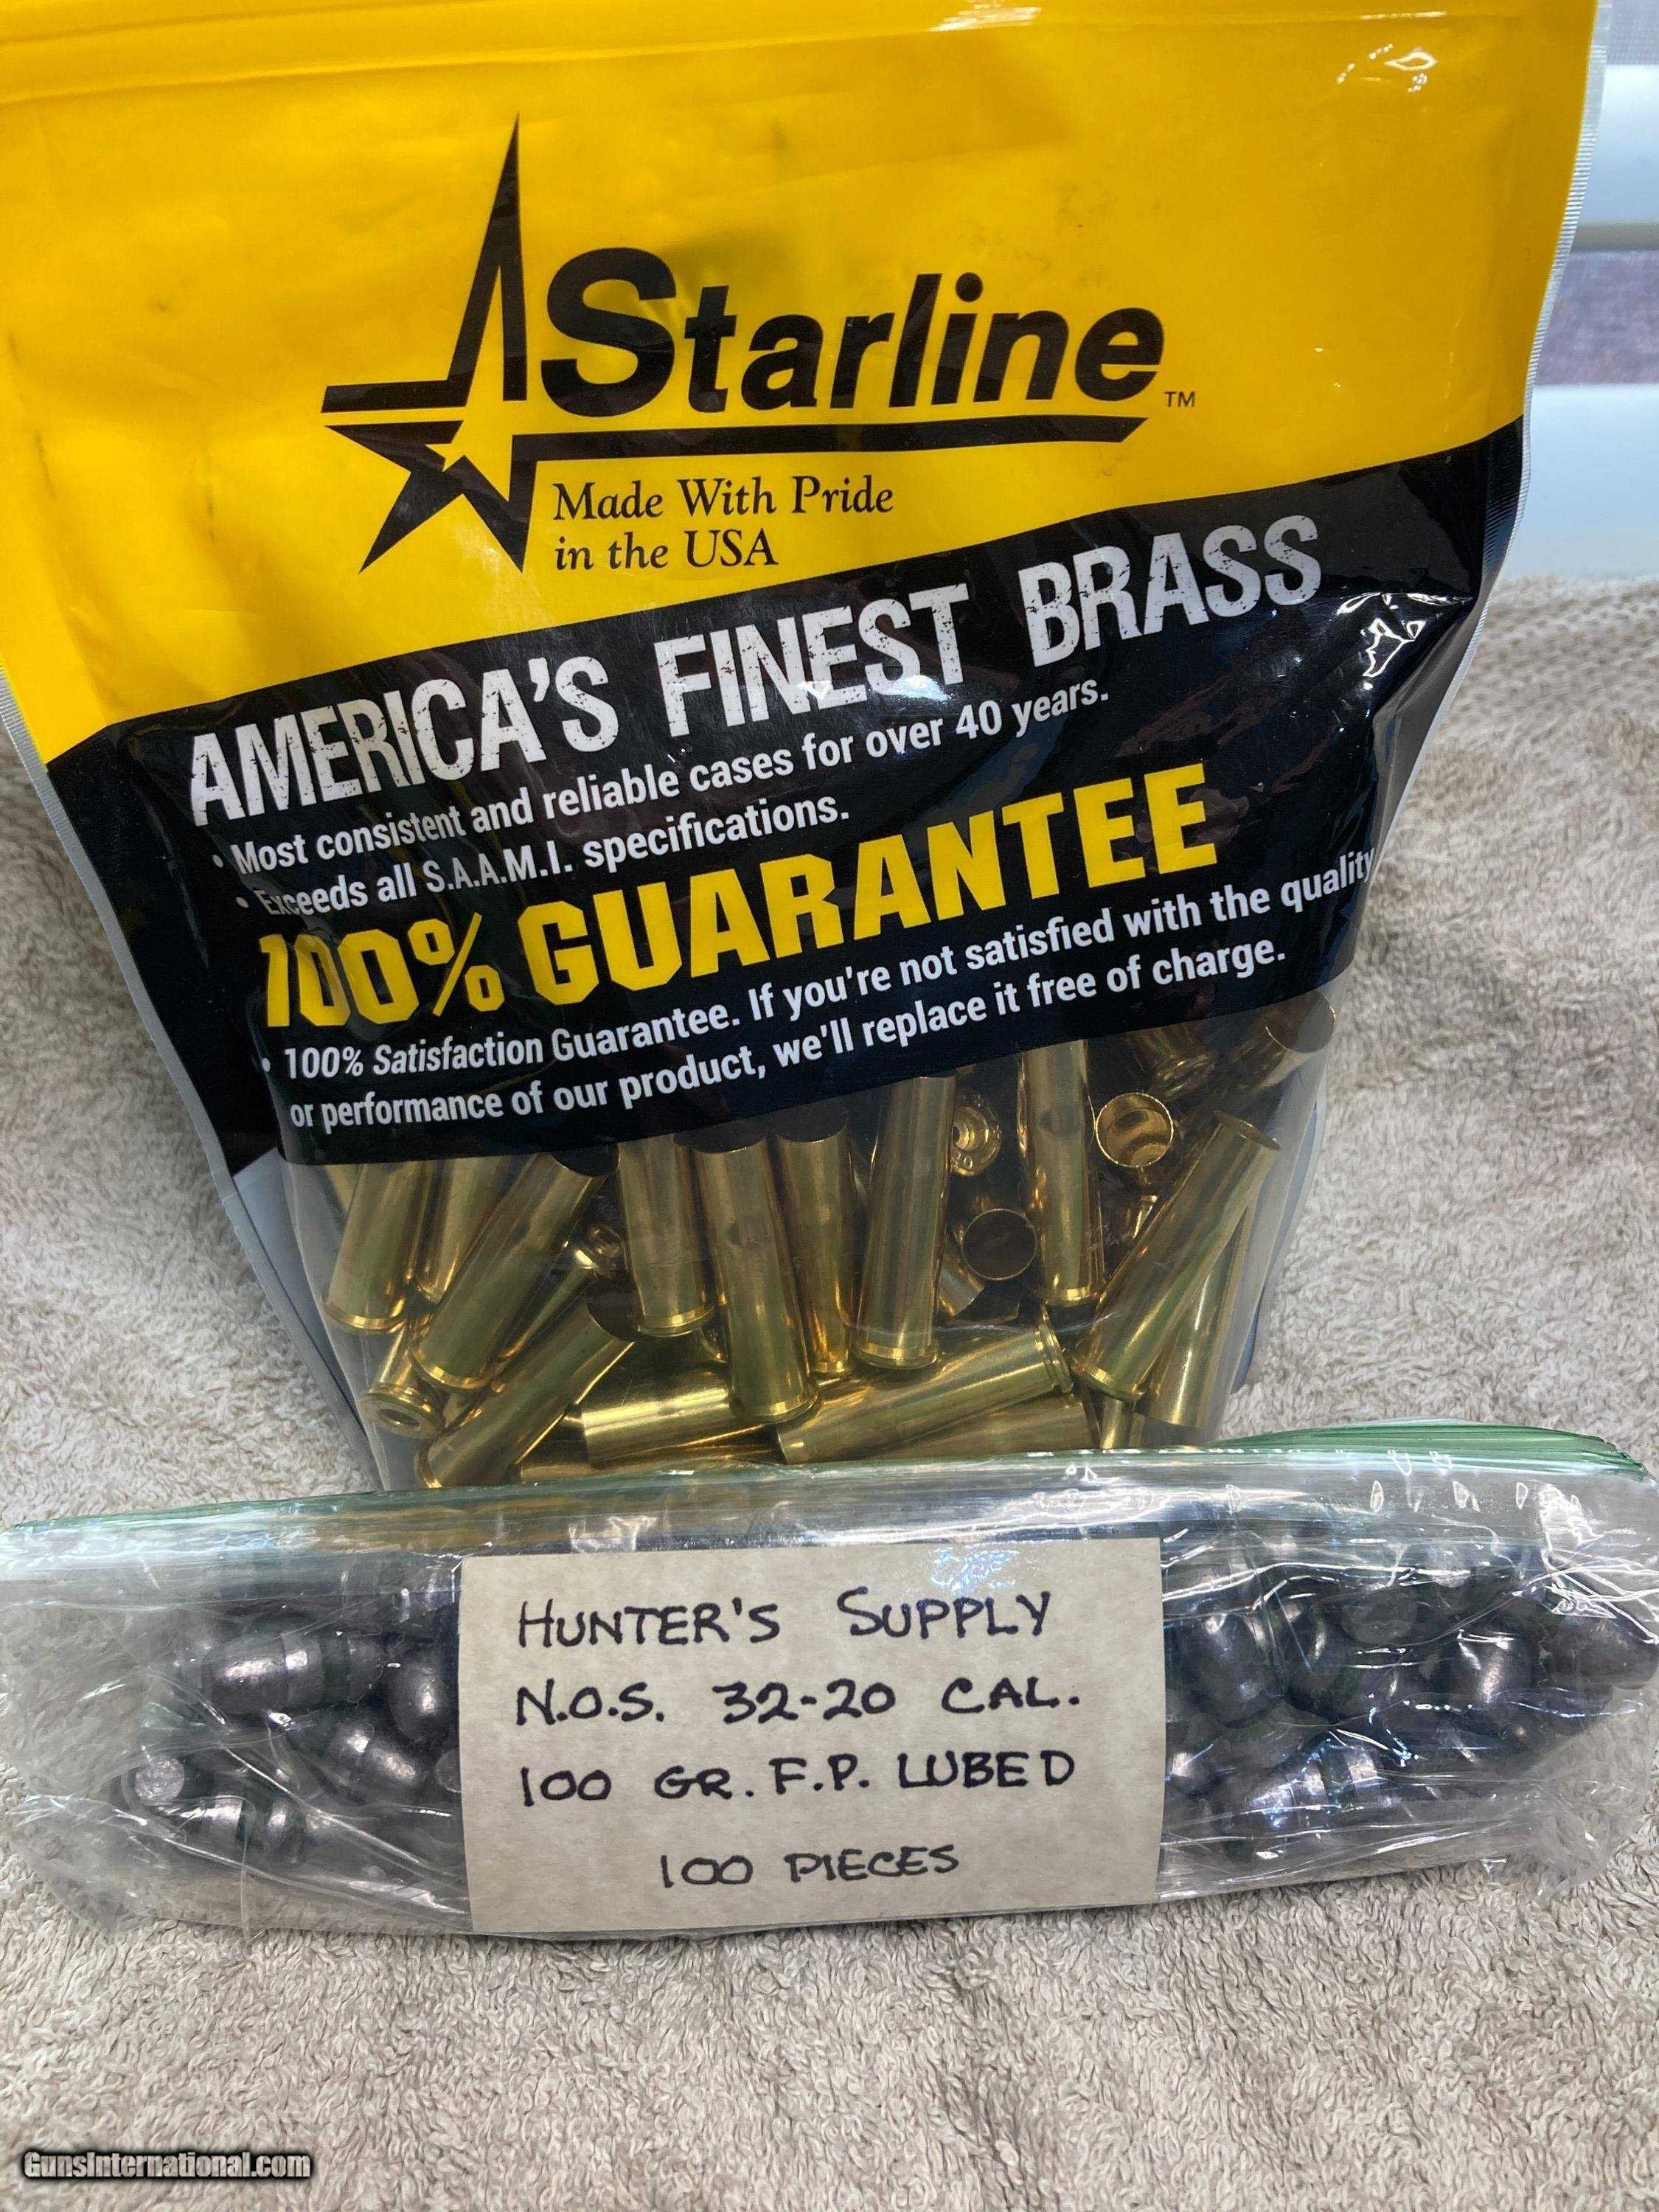 Starline™
Made With Pride
in the USA
AMERICA'S FINEST BRASS
• Most consistent and reliable cases for over 40 years.
• Exceeds all S.A.A.M.I. specifications.
100% GUARANTEE
• 100% Satisfaction Guarantee. If you're not satisfied with the quality
or performance of our product, we'll replace it free of charge.
20
HUNTER'S SUPPLY
N.O.S. 32-20 CAL.
100 GR. F.P. LUBED
100 PIECES
GunsInternational.com